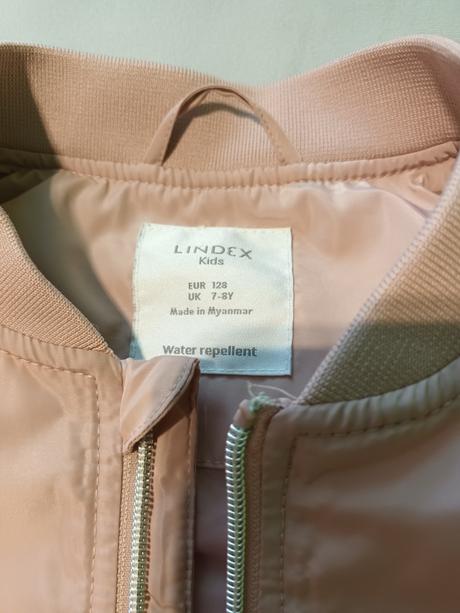 LINDEX
Kids
EUR 128
UK 7-8Y
Made in Myanmar
Water repellent